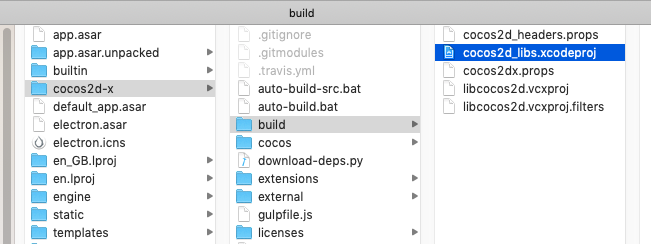 build
app.asar
app.asar.unpacked
builtin
cocos2d-x
default_app.asar
electron.asar
electron.icns
en_GB.lproj
en.lproj
engine
static
templates
.gitignore
.gitmodules
.travis.yml
auto-build-src.bat
auto-build.bat
build
cocos
download-deps.py
extensions
external
gulpfile.js
licenses
cocos2d_headers.props
cocos2d_libs.xcodeproj
cocos2dx.props
libcocos2d.vcxproj
libcocos2d.vcxproj.filters